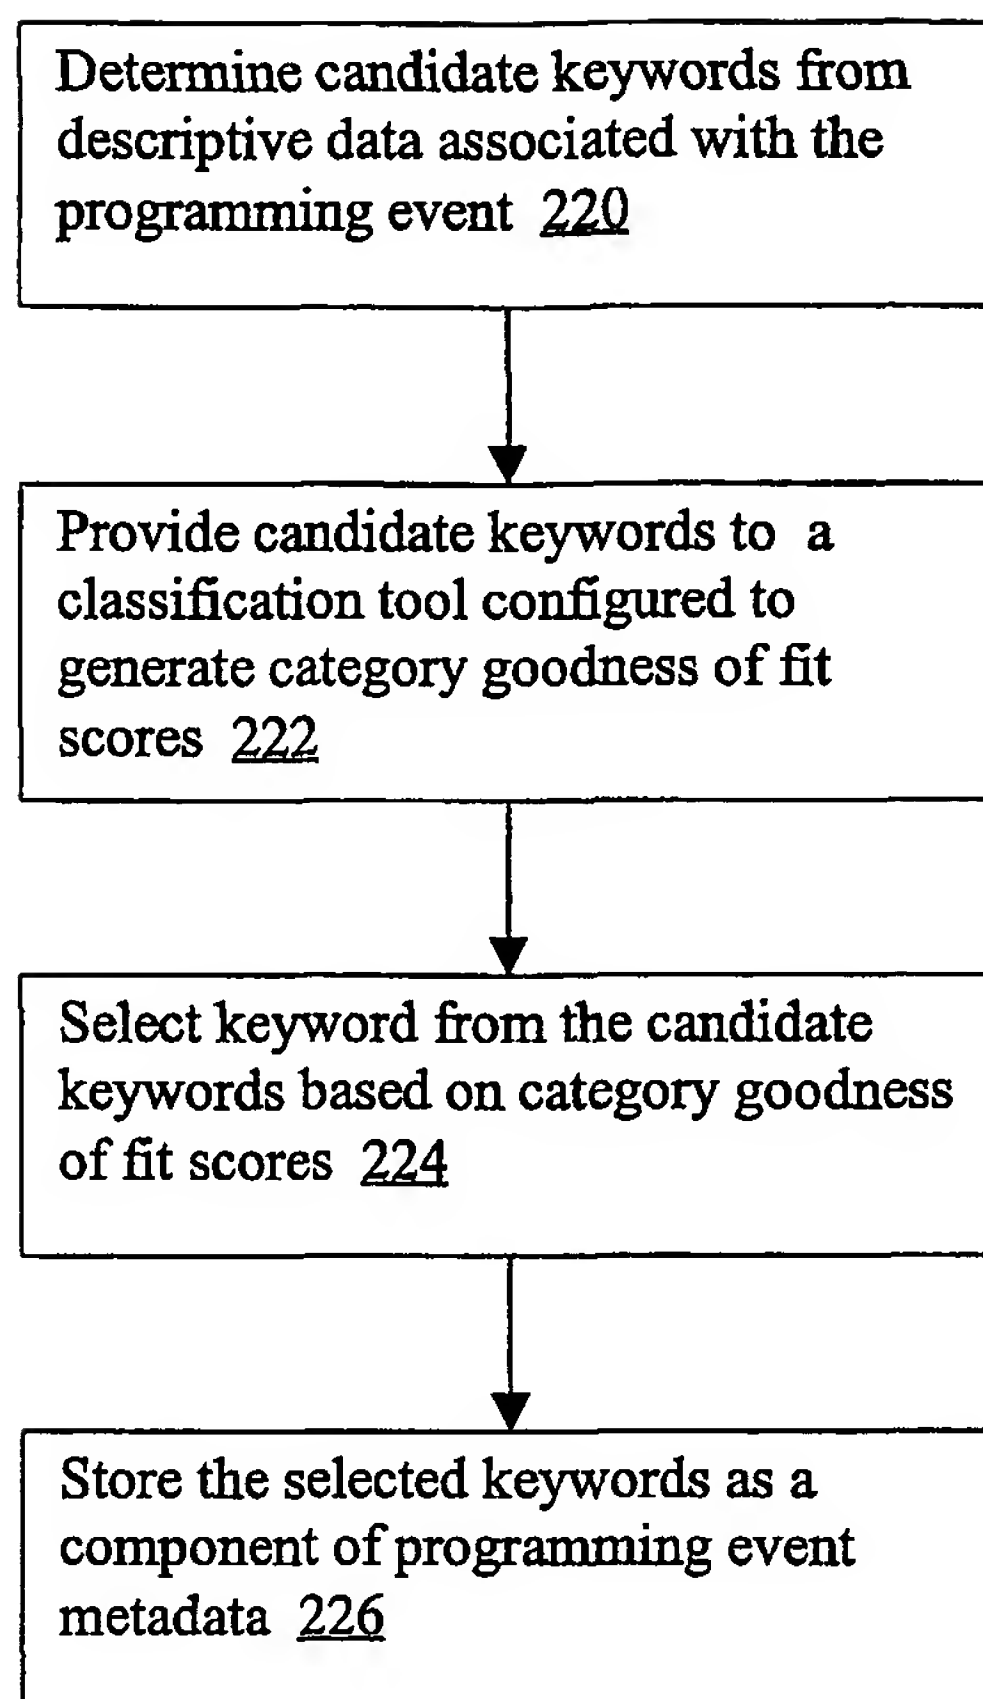 Determine candidate keywords from
descriptive data associated with the
programming event 220
Provide candidate keywords to a
classification tool configured to
generate category goodness of fit
scores 222
Select keyword from the candidate
keywords based on category goodness
of fit scores 224
Store the selected keywords as a
component of programming event
metadata 226